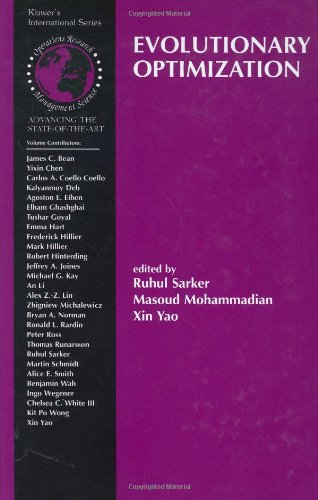 Kluwer's
International Series
Operations Research
Management Science
ADVANCING THE
STATE-OF-THE-ART
Volume Contributors:
James C. Bean
Yixin Chen
Carlos A. Coello Coello
Kalyanmoy Deb
Agoston E. Eiben
Elham Ghashghai
Tushar Goyal
Emma Hart
Frederick Hillier
Mark Hillier
Robert Hinterding
Jeffrey A. Joines
Michael G. Kay
An Li
Alex Z.-Z. Lin
Zbigniew Michalewicz
Bryan A. Norman
Ronald L. Rardin
Peter Ross
Thomas Runarsson
Ruhul Sarker
Martin Schmidt
Alice E. Smith
Benjamin Wah
Ingo Wegener
Chelsea C. White III
Kit Po Wong
Xin Yao
EVOLUTIONARY
OPTIMIZATION
edited by
Ruhul Sarker
Masoud Mohammadian
Xin Yao